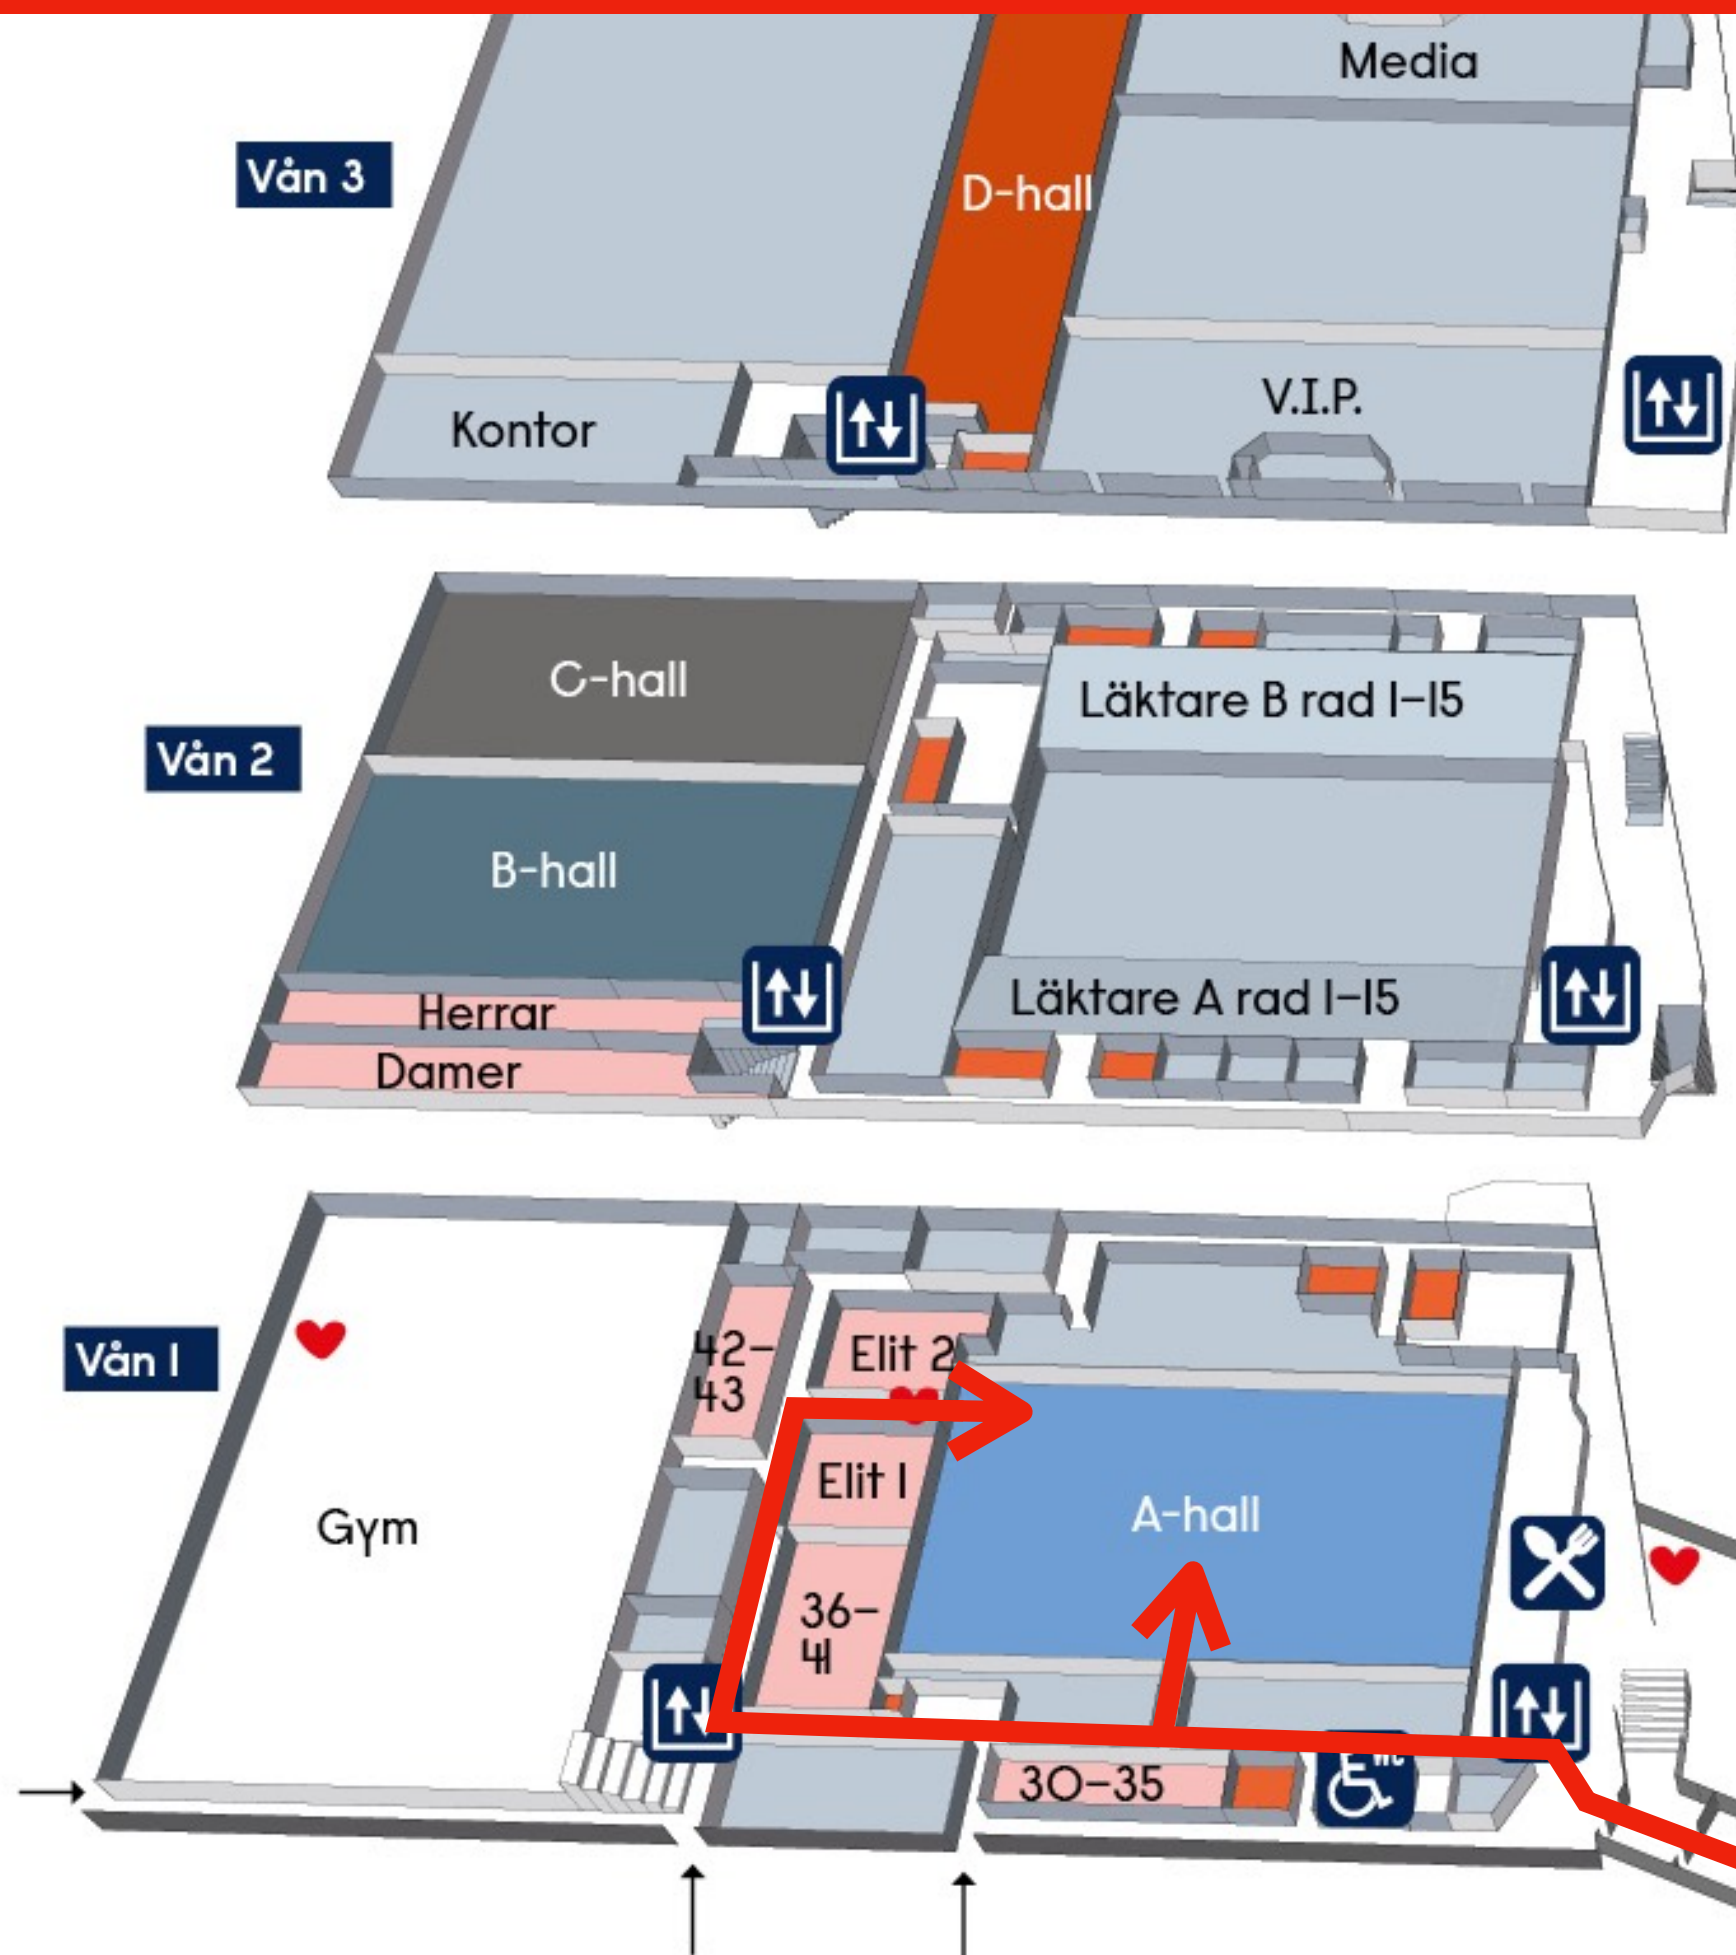 Media
Vån 3
D-hall
V.I.P.
Kontor
C-hall
Läktare B rad 1-15
Vån 2
B-hall
Läktare A rad 1-15
Herrar
Damer
Vån 1
42-
43
Elit 2
Elit 1
Gym
A-hall
36-
41
WC
30-35